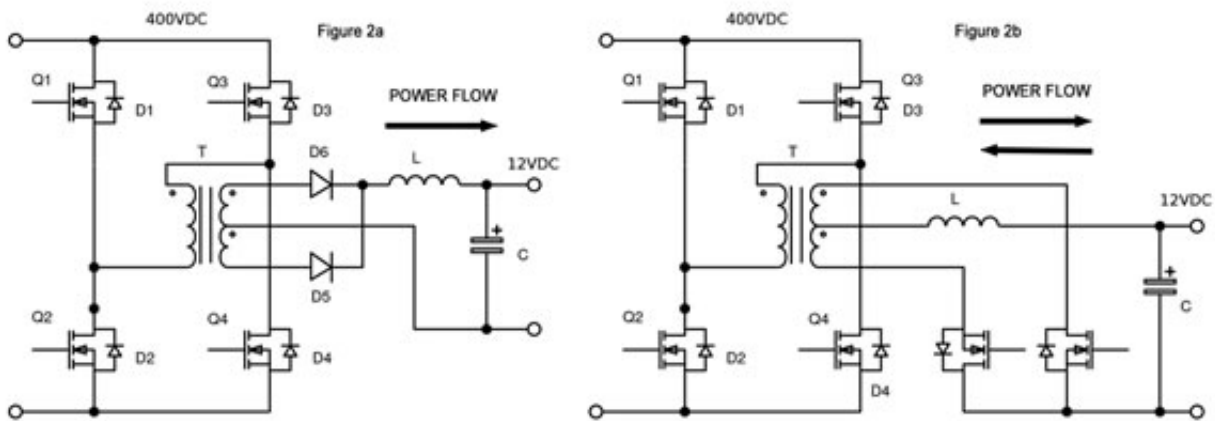 400VDC
Figure 2a
Q1
D1
Q3
D3
POWER FLOW
T
D6
L
12VDC
+
C
D5
Q2
D2
Q4
D4
400VDC
Figure 2b
Q1
D1
Q3
D3
POWER FLOW
T
L
12VDC
+
C
Q2
D2
Q4
D4